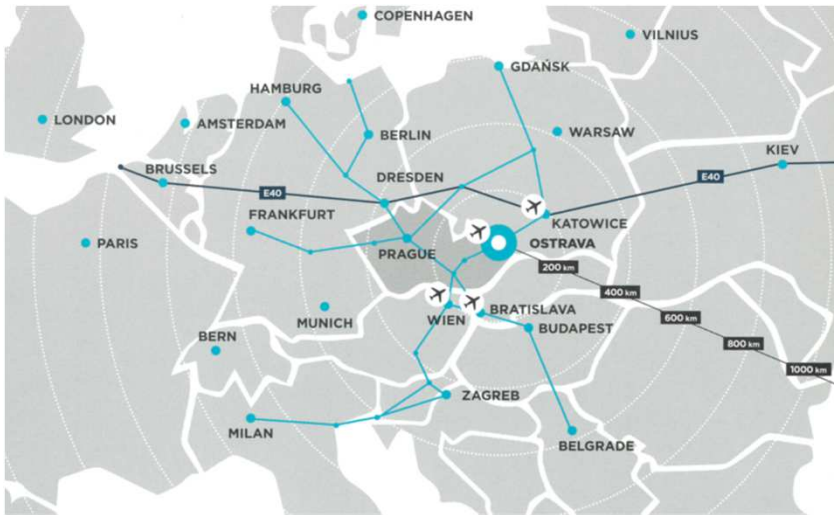 COPENHAGEN
VILNIUS
GDAŃSK
HAMBURG
LONDON
AMSTERDAM
BERLIN
WARSAW
KIEV
BRUSSELS
DRESDEN
E40
E40
FRANKFURT
KATOWICE
PARIS
PRAGUE
OSTRAVA
200 km
400 km
MUNICH
WIEN
BRATISLAVA
600 km
BUDAPEST
BERN
800 km
1000 km
ZAGREB
MILAN
BELGRADE